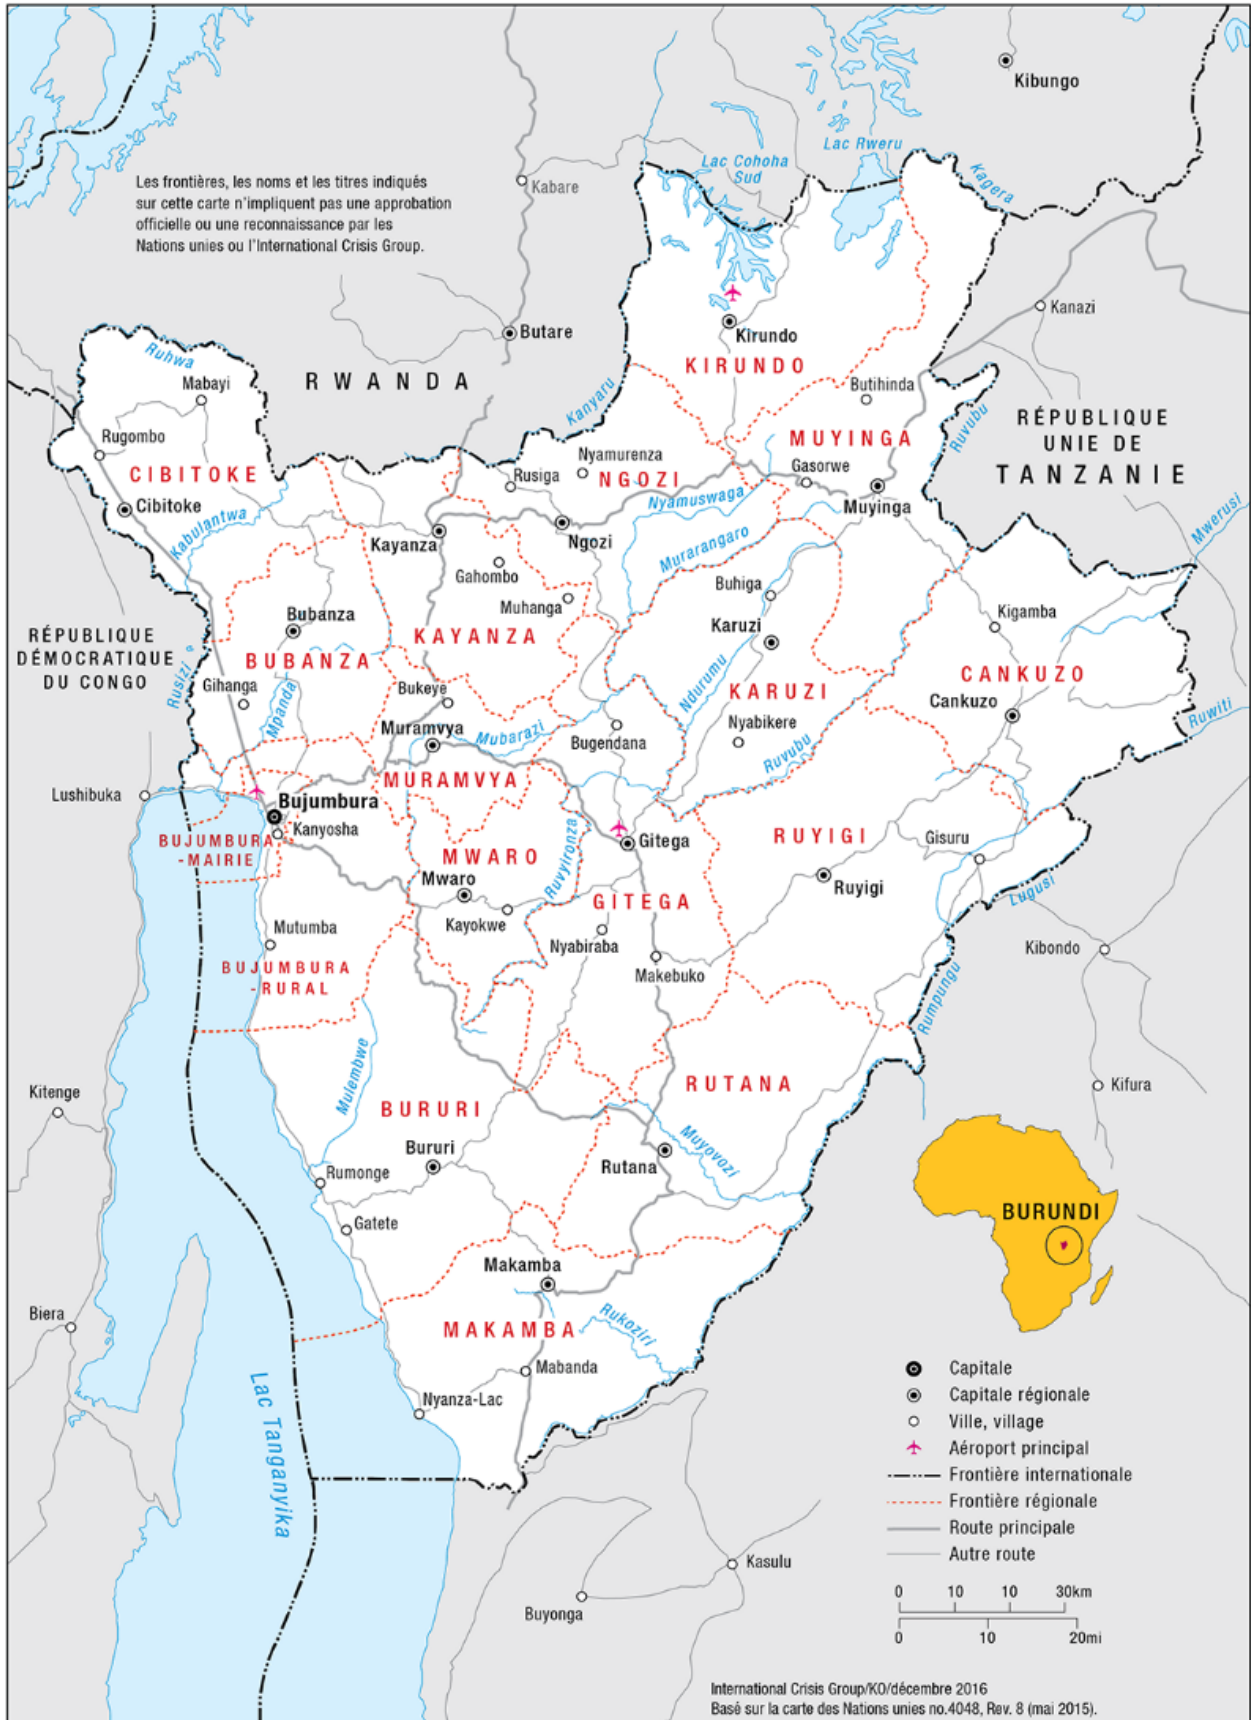 Kibungo
Lac Rweru
Lac Cohoha
Sud
Kagera
Kabare
Les frontières, les noms et les titres indiqués
sur cette carte n'impliquent pas une approbation
officielle ou une reconnaissance par les
Nations unies ou l'International Crisis Group.
Kanazi
Butare
Kirundo
Ruhwa
RWANDA
KIRUNDO
Mabayi
Butihinda
Kanyaru
Ruvubu
RÉPUBLIQUE
UNIE DE
TANZANIE
Rugombo
MUYINGA
Nyamurenza
CIBITOKE
Rusiga
NGOZI
Gasorwe
Cibitoke
Nyamuswaga
Muyinga
Mwerusi
Kabulantwa
Kayanza
Ngozi
Murarangaro
Gahombo
Buhiga
Muhanga
Kigamba
Bubanza
Karuzi
RÉPUBLIQUE
DÉMOCRATIQUE
DU CONGO
KAYANZA
BUBANZA
CANKUZO
Rusizi
Gihanga
Bukeye
Ndurumu
KARUZI
Cankuzo
Mpanda
Muramvya
Mubarazi
Nyabikere
Ruwiti
Bugendana
Ruvubu
MURAMVYA
Lushibuka
Bujumbura
Kanyosha
BUJUMBURA
-MAIRIE
Gitega
RUYIGI
Gisuru
MWARO
Ruvyironza
Mwaro
Ruyigi
Lugusi
GITEGA
Kayokwe
Mutumba
Nyabiraba
Kibondo
BUJUMBURA
-RURAL
Makebuko
Rumpungu
Mulembwe
RUTANA
Kitenge
Kifura
BURURI
Bururi
Muyovozi
Rutana
Rumonge
Gatete
BURUNDI
Makamba
Biera
Rukoziri
MAKAMBA
Mabanda
Nyanza-Lac
Lac Tanganyika
Capitale
Capitale régionale
Ville, village
Aéroport principal
Frontière internationale
Frontière régionale
Route principale
Autre route
Kasulu
Buyonga
0 10 10 30km
0 10 20mi
International Crisis Group/KO/décembre 2016
Basé sur la carte des Nations unies no.4048, Rev. 8 (mai 2015).